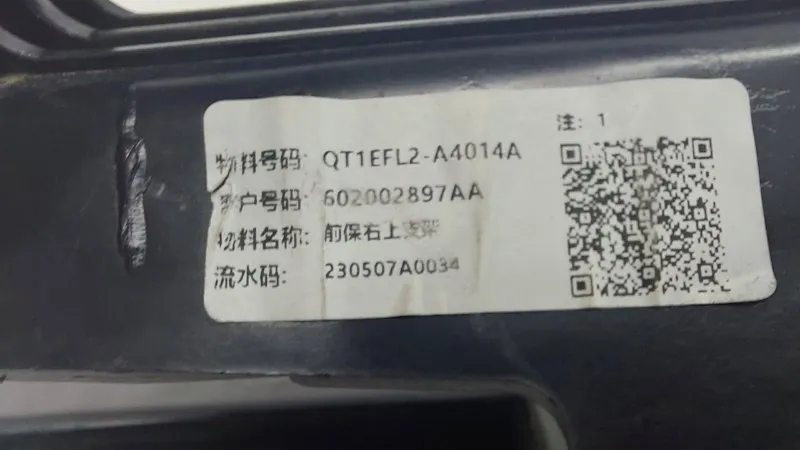 注: 1
物料号码: QT1EFL2-A4014A
客户号码: 602002897AA
物料名称: 前保右上支架
流水码: 230507A0034